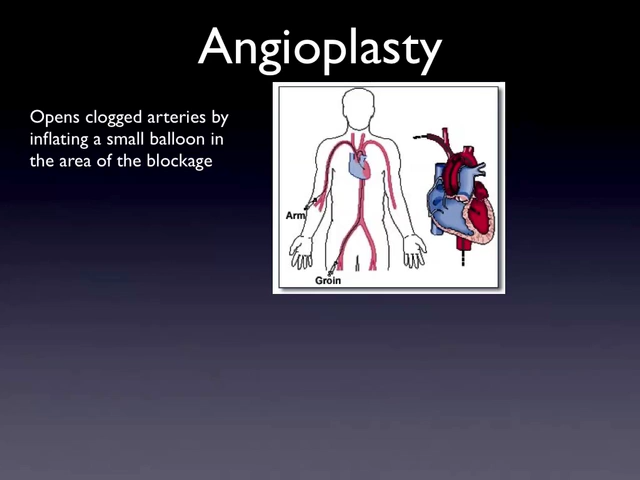 Angioplasty
Opens clogged arteries by
inflating a small balloon in
the area of the blockage
Arm
Groin